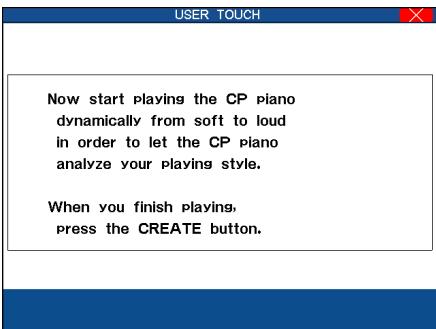 USER TOUCH
Now start playing the CP piano
dynamically from soft to loud
in order to let the CP piano
analyze your playing style.
When you finish playing,
press the CREATE button.